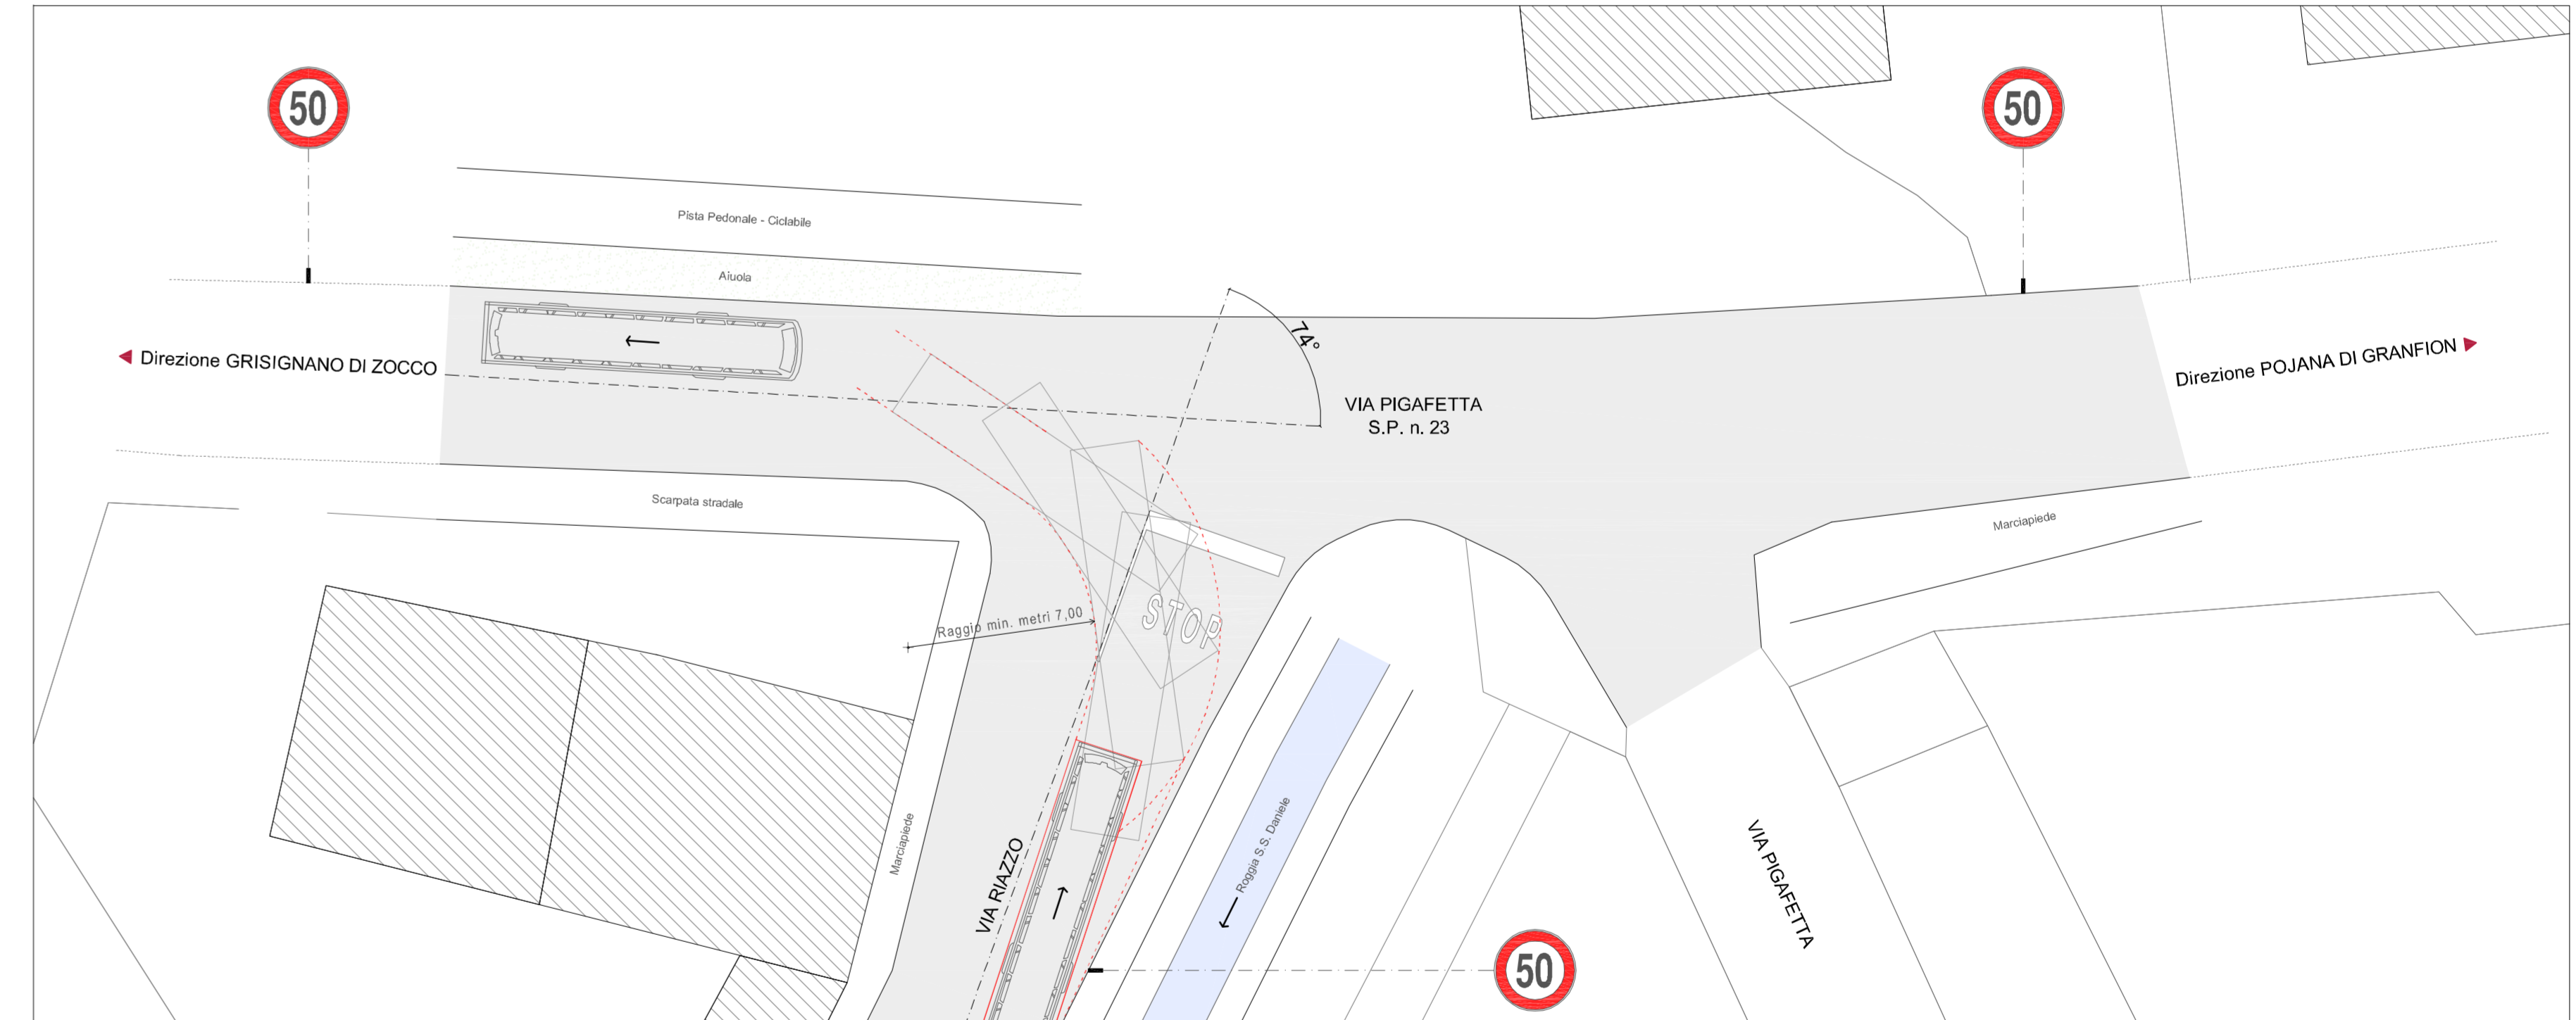 50
50
Pista Pedonale - Ciclabile
Aiuola
74°
Direzione GRISIGNANO DI ZOCCO
Direzione POJANA DI GRANFION
VIA PIGAFETTA
S.P. n. 23
Scarpata stradale
Marciapiede
STOP
Raggio min. metri 7,00
Marciapiede
VIA RIAZZO
Roggia S.S. Daniele
VIA PIGAFETTA
50